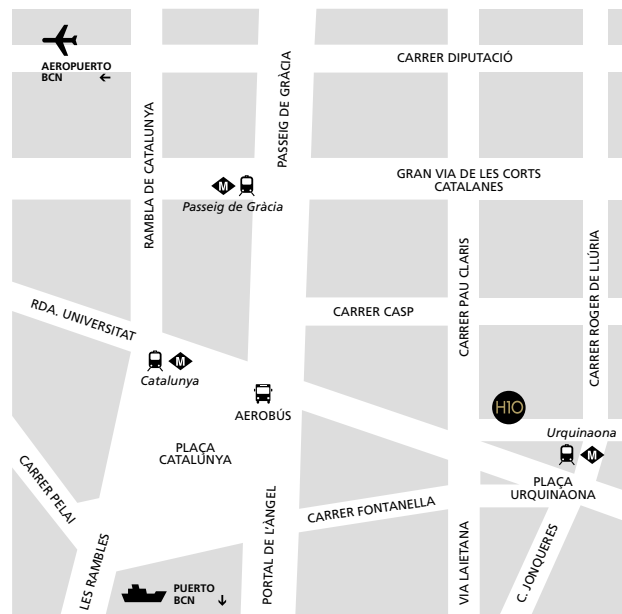 AEROPUERTO
BCN ←
CARRER DIPUTACIÓ
PASSEIG DE GRÀCIA
RAMBLA DE CATALUNYA
GRAN VIA DE LES CORTS
CATALANES
M
Passeig de Gràcia
CARRER PAU CLARIS
CARRER ROGER DE LLÚRIA
RDA. UNIVERSITAT
CARRER CASP
M
Catalunya
AEROBÚS
H10
Urquinaona
M
PLAÇA
CATALUNYA
CARRER PELAI
PLAÇA
URQUINAONA
CARRER FONTANELLA
PORTAL DE L'ÀNGEL
LES RAMBLES
VIA LAIETANA
C. JONQUERES
PUERTO
BCN ↓